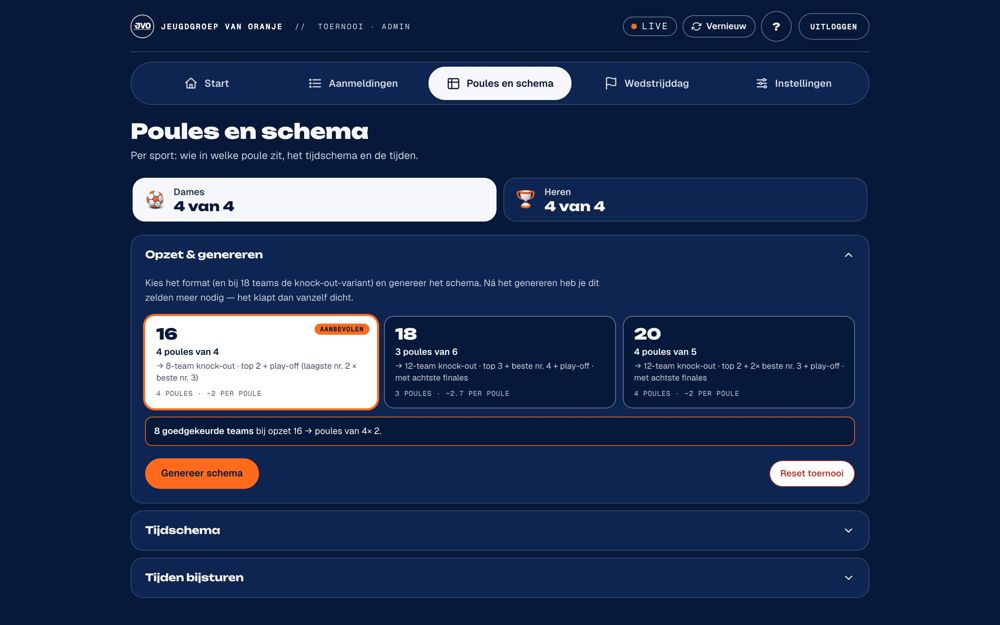 JVO JEUGDGROEP VAN ORANJE // TOERNOOI · ADMIN
LIVE
Vernieuw
?
UITLOGGEN
Start
Aanmeldingen
Poules en schema
Wedstrijddag
Instellingen
Poules en schema
Per sport: wie in welke poule zit, het tijdschema en de tijden.
Dames
4 van 4
Heren
4 van 4
Opzet & genereren
Kies het format (en bij 18 teams de knock-out-variant) en genereer het schema. Ná het genereren heb je dit
zelden meer nodig — het klapt dan vanzelf dicht.
16
AANBEVOLEN
4 poules van 4
→ 8-team knock-out · top 2 + play-off (laagste nr. 2 ×
beste nr. 3)
4 POULES · ~2 PER POULE
18
3 poules van 6
→ 12-team knock-out · top 3 + beste nr. 4 + play-off ·
met achtste finales
3 POULES · ~2.7 PER POULE
20
4 poules van 5
→ 12-team knock-out · top 2 + 2× beste nr. 3 + play-off ·
met achtste finales
4 POULES · ~2 PER POULE
8 goedgekeurde teams bij opzet 16 → poules van 4× 2.
Genereer schema
Reset toernooi
Tijdschema
Tijden bijsturen